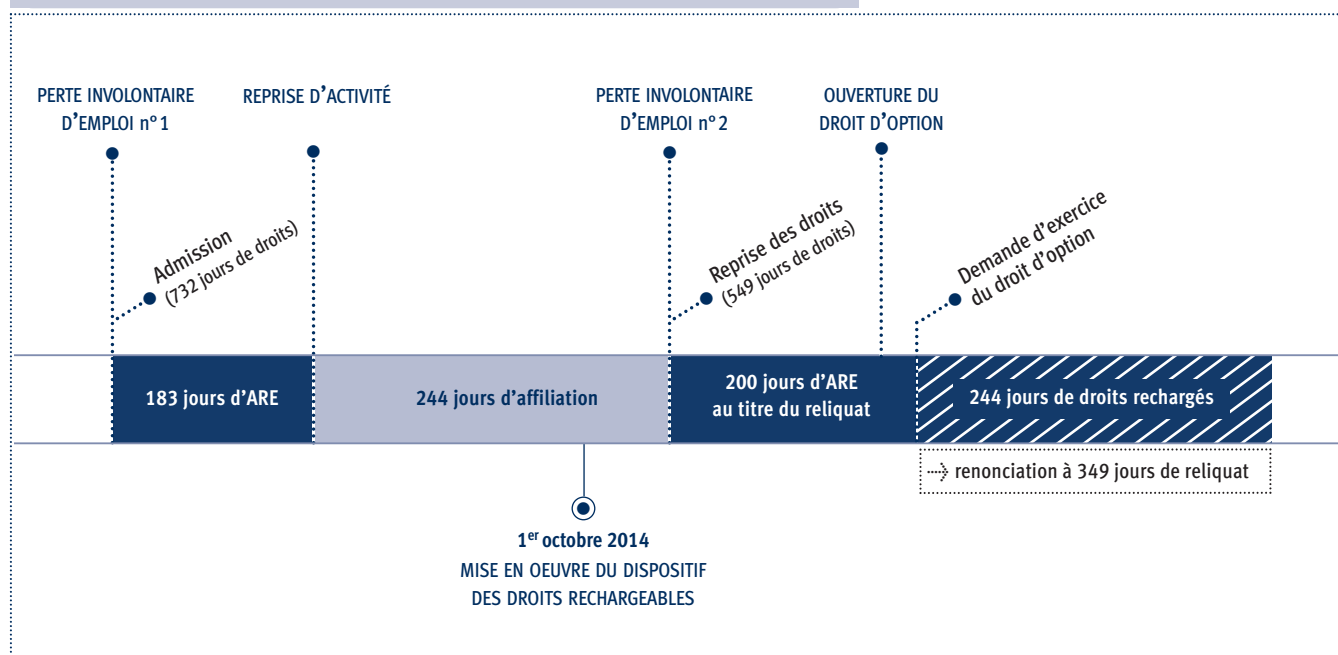 PERTE INVOLONTAIRE
D'EMPLOI n° 1
REPRISE D'ACTIVITÉ
PERTE INVOLONTAIRE
D'EMPLOI n° 2
OUVERTURE DU
DROIT D'OPTION
Admission
(732 jours de droits)
Reprise des droits
(549 jours de droits)
Demande d'exercice
du droit d'option
183 jours d'ARE
244 jours d'affiliation
200 jours d'ARE
au titre du reliquat
244 jours de droits rechargés
renonciation à 349 jours de reliquat
1er octobre 2014
MISE EN OEUVRE DU DISPOSITIF
DES DROITS RECHARGEABLES